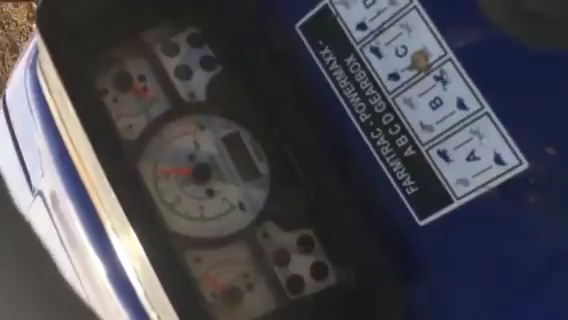 FARMTRAC - POWERMAXX -
A B C D GEARBOX
A B C D